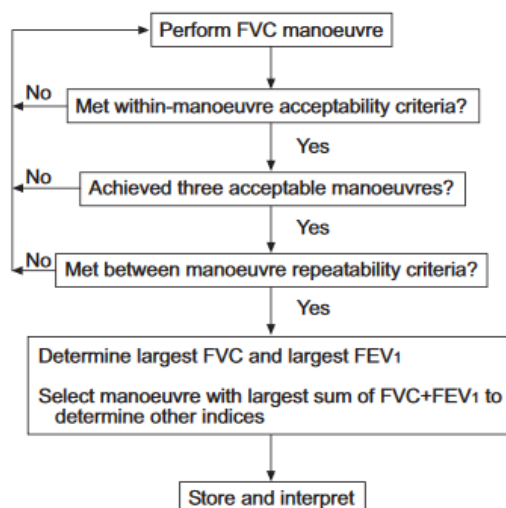 Perform FVC manoeuvre
No
Met within-manoeuvre acceptability criteria?
Yes
No
Achieved three acceptable manoeuvres?
Yes
No
Met between manoeuvre repeatability criteria?
Yes
Determine largest FVC and largest FEV1
Select manoeuvre with largest sum of FVC+FEV1 to
determine other indices
Store and interpret